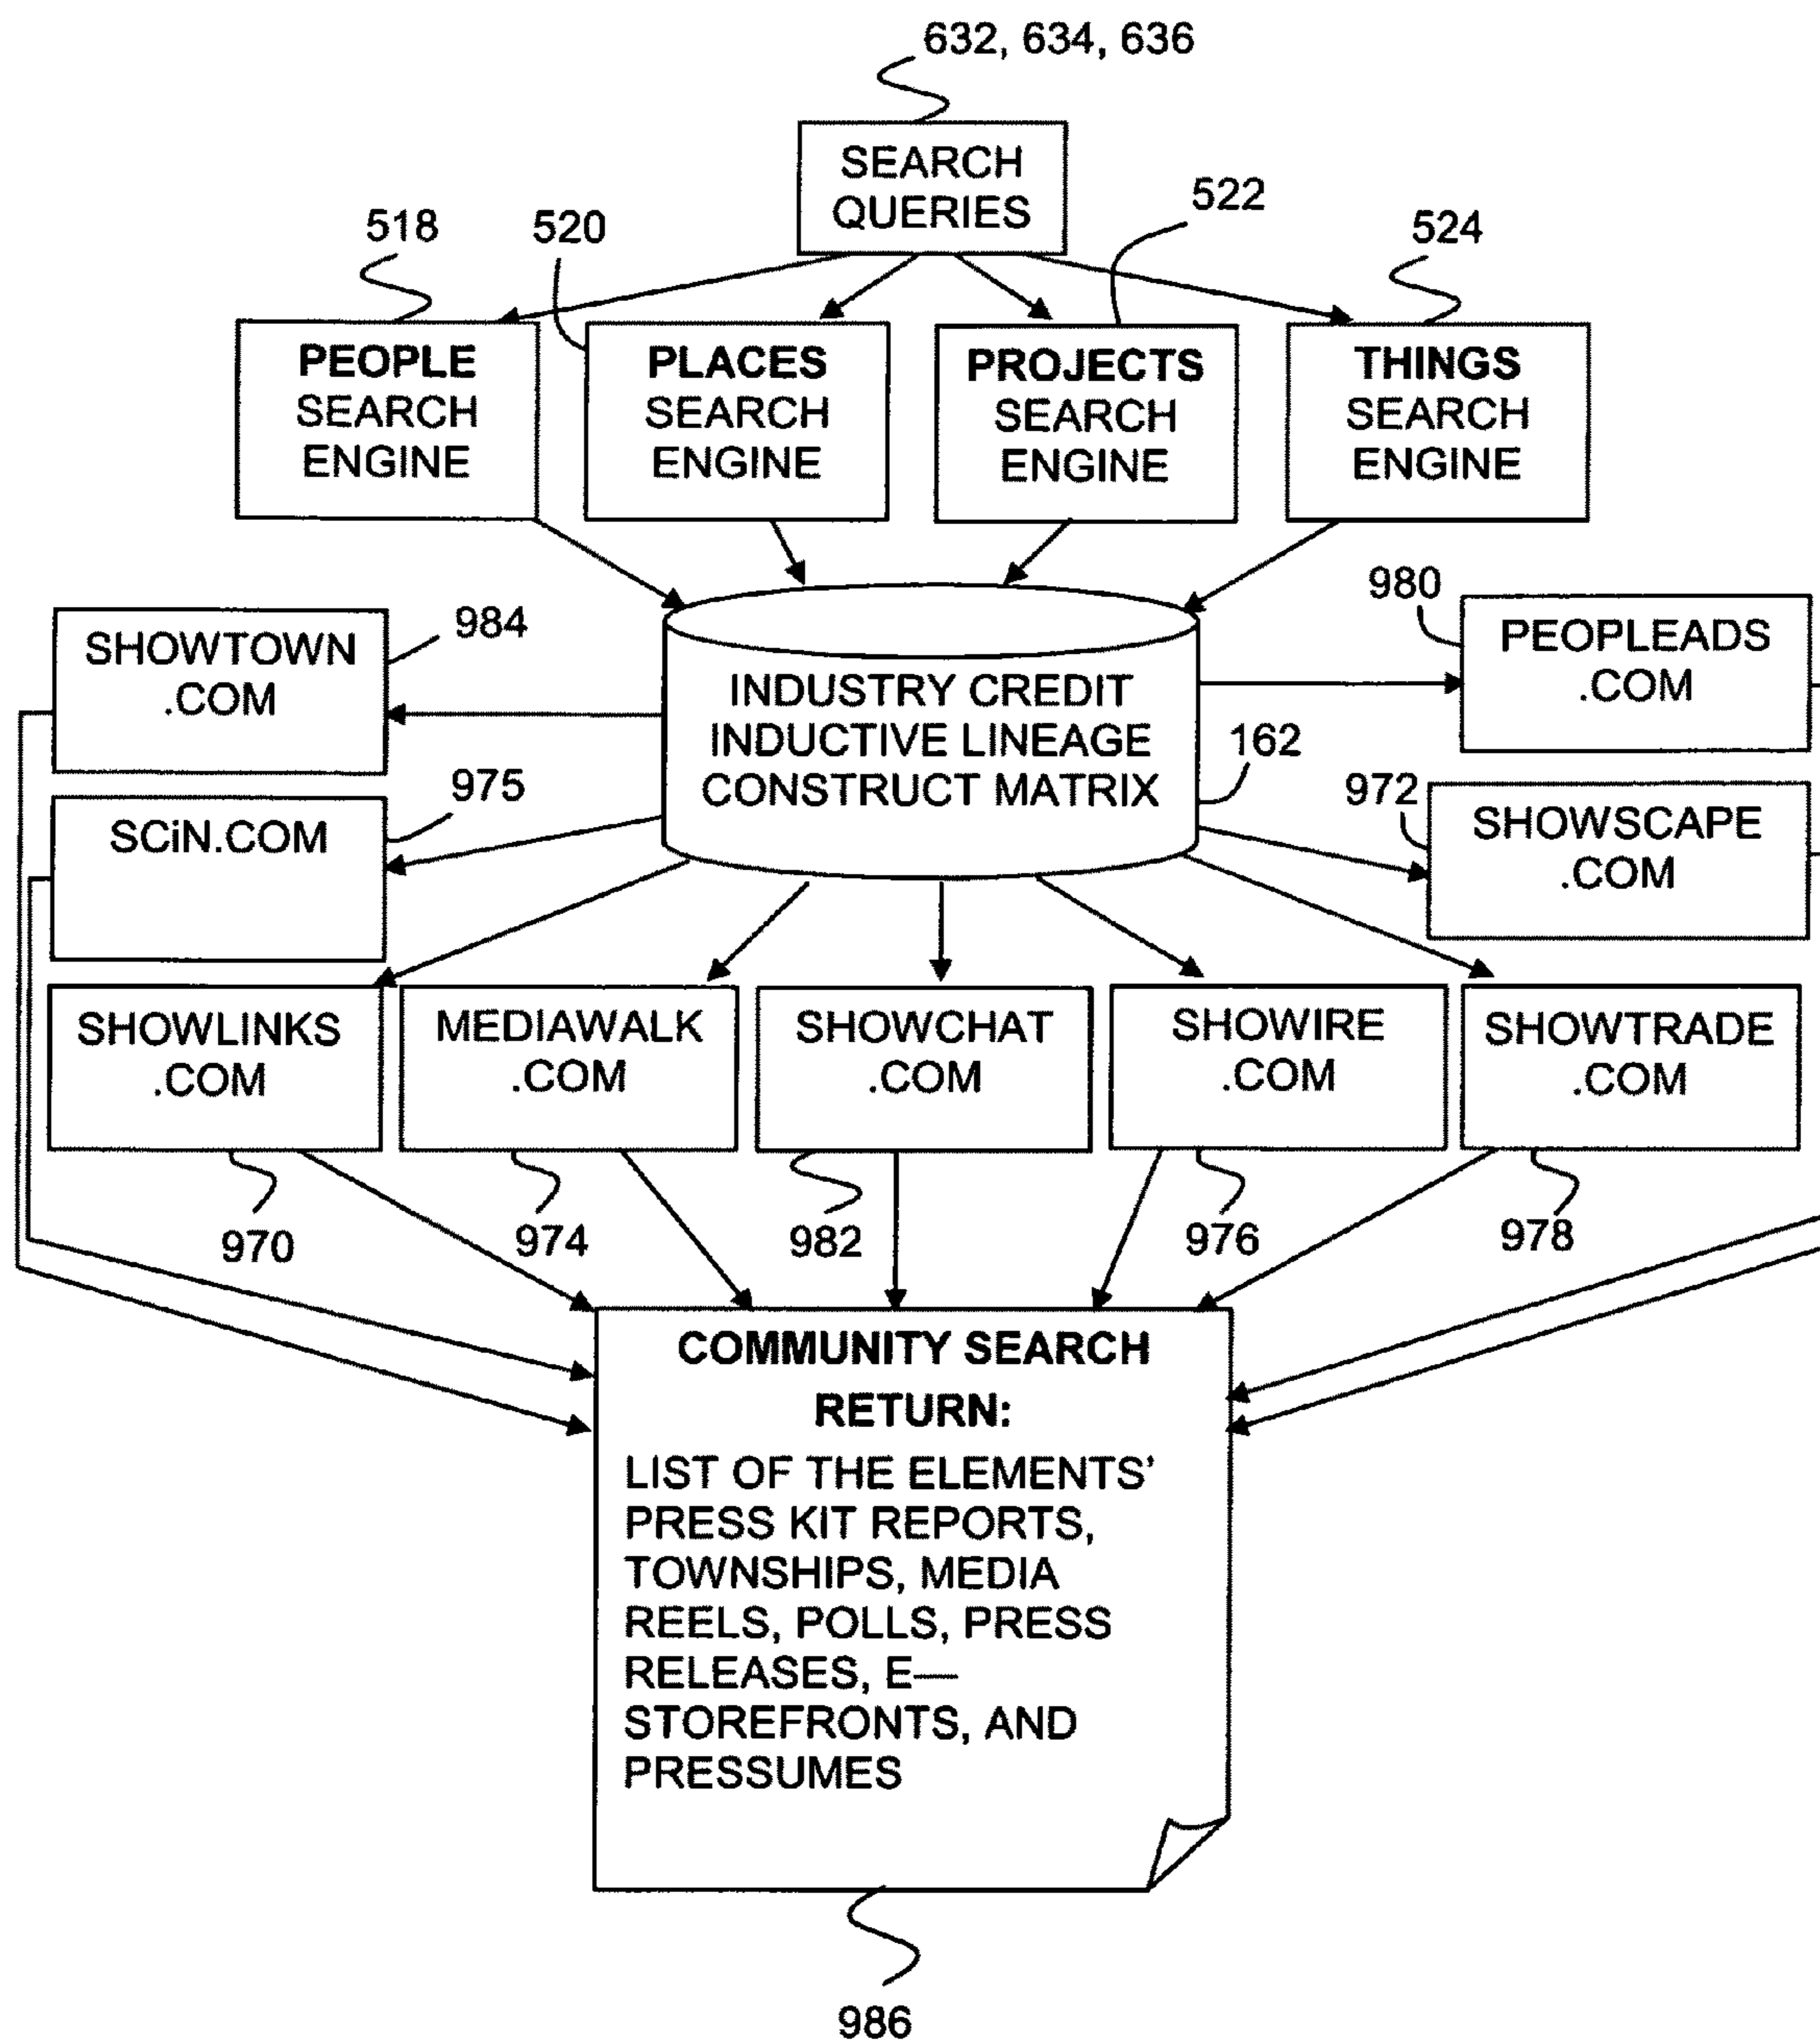 632, 634, 636
SEARCH
QUERIES
518
520
522
524
PEOPLE
SEARCH
ENGINE
PLACES
SEARCH
ENGINE
PROJECTS
SEARCH
ENGINE
THINGS
SEARCH
ENGINE
SHOWTOWN
.COM
984
INDUSTRY CREDIT
INDUCTIVE LINEAGE
CONSTRUCT MATRIX
162
980
PEOPLEADS
.COM
SCiN.COM
975
972
SHOWSCAPE
.COM
SHOWLINKS
.COM
MEDIAWALK
.COM
SHOWCHAT
.COM
SHOWIRE
.COM
SHOWTRADE
.COM
970
974
982
976
978
COMMUNITY SEARCH
RETURN:
LIST OF THE ELEMENTS'
PRESS KIT REPORTS,
TOWNSHIPS, MEDIA
REELS, POLLS, PRESS
RELEASES, E—
STOREFRONTS, AND
PRESSUMES
986